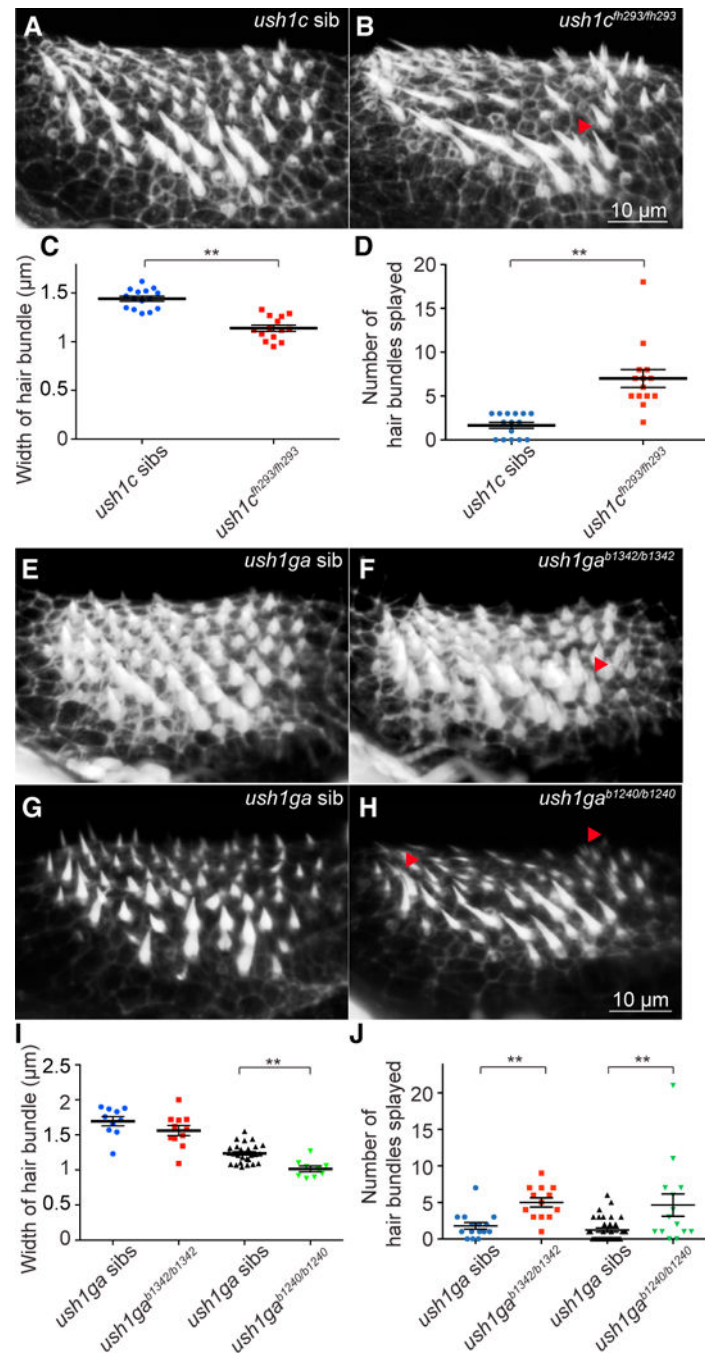 A
ush1c sib
B
ush1c^fh293/fh293
10 µm
C
**
Width of hair bundle (µm)
1.5
1
0.5
0
ush1c sibs
ush1c^fh293/fh293
D
**
Number of
hair bundles splayed
20
15
10
5
0
ush1c sibs
ush1c^fh293/fh293
E
ush1ga sib
F
ush1ga^b1342/b1342
G
ush1ga sib
H
ush1ga^b1240/b1240
10 µm
I
**
Width of hair bundle (µm)
2.5
2
1.5
1
0.5
0
ush1ga sibs
ush1ga^b1342/b1342
ush1ga sibs
ush1ga^b1240/b1240
J
**
**
Number of
hair bundles splayed
20
15
10
5
0
ush1ga sibs
ush1ga^b1342/b1342
ush1ga sibs
ush1ga^b1240/b1240